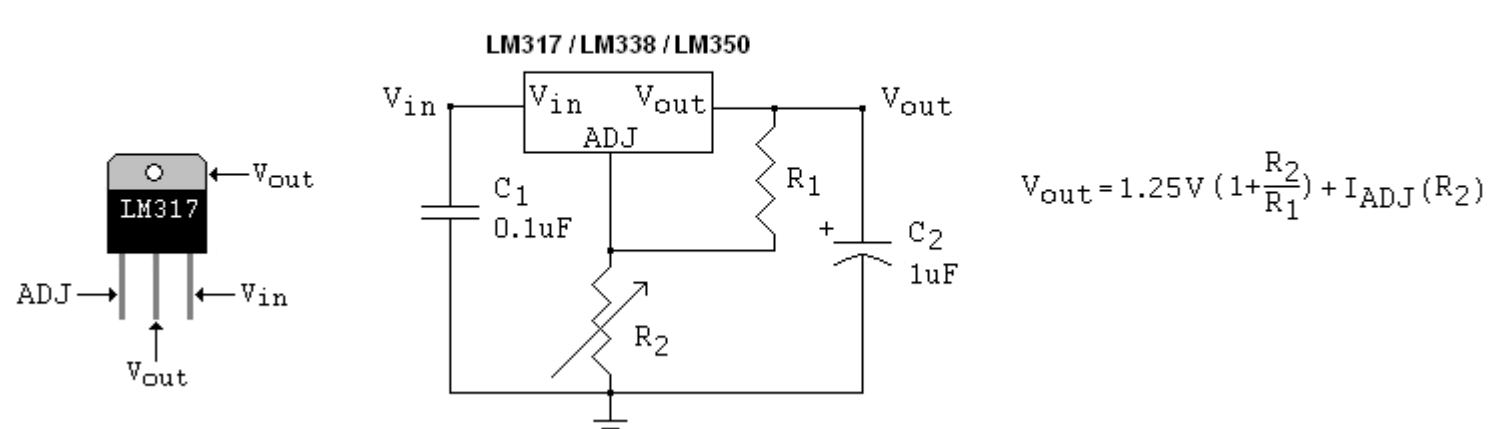 LM317 / LM338 / LM350
Vin
Vin
Vout
ADJ
Vout
Vout
LM317
ADJ
Vin
Vout
C1
0.1uF
R1
+
C2
1uF
R2
Vout=1.25V (1+R2/R1)+IADJ(R2)